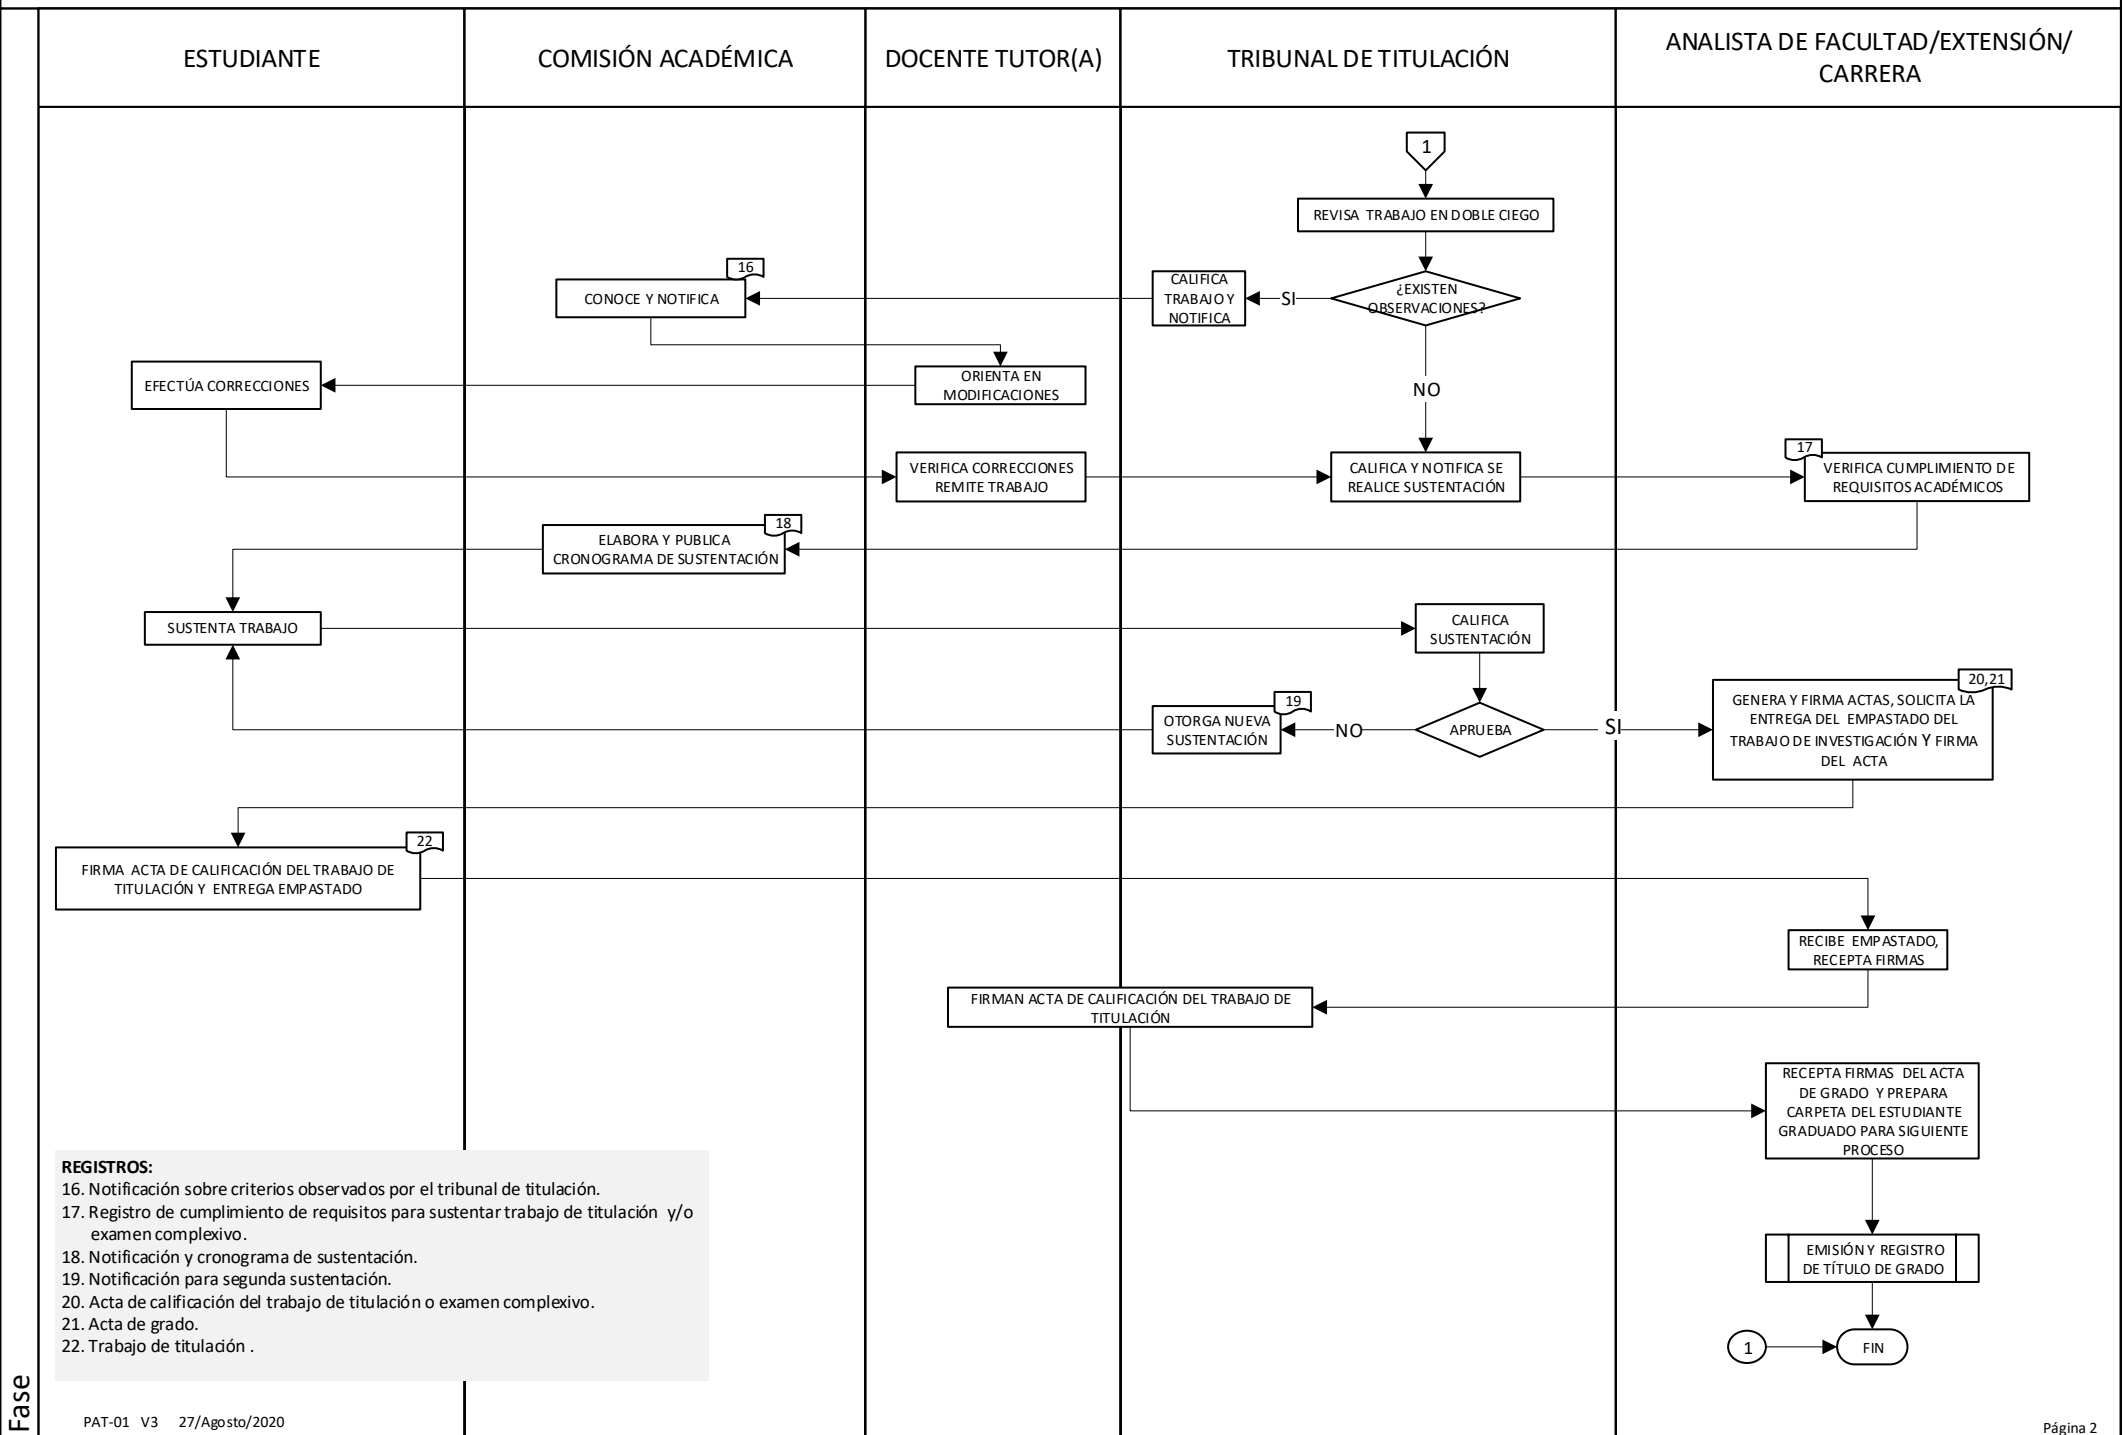 ESTUDIANTE
COMISIÓN ACADÉMICA
DOCENTE TUTOR(A)
TRIBUNAL DE TITULACIÓN
ANALISTA DE FACULTAD/EXTENSIÓN/
CARRERA
1
REVISA TRABAJO EN DOBLE CIEGO
¿EXISTEN
OBSERVACIONES?
SI
CALIFICA
TRABAJO Y
NOTIFICA
16
CONOCE Y NOTIFICA
ORIENTA EN
MODIFICACIONES
EFECTÚA CORRECCIONES
NO
VERIFICA CORRECCIONES
REMITE TRABAJO
CALIFICA Y NOTIFICA SE
REALICE SUSTENTACIÓN
17
VERIFICA CUMPLIMIENTO DE
REQUISITOS ACADÉMICOS
18
ELABORA Y PUBLICA
CRONOGRAMA DE SUSTENTACIÓN
SUSTENTA TRABAJO
CALIFICA
SUSTENTACIÓN
APRUEBA
NO
19
OTORGA NUEVA
SUSTENTACIÓN
SI
20,21
GENERA Y FIRMA ACTAS, SOLICITA LA
ENTREGA DEL EMPASTADO DEL
TRABAJO DE INVESTIGACIÓN Y FIRMA
DEL ACTA
22
FIRMA ACTA DE CALIFICACIÓN DEL TRABAJO DE
TITULACIÓN Y ENTREGA EMPASTADO
RECIBE EMPASTADO,
RECEPTA FIRMAS
FIRMAN ACTA DE CALIFICACIÓN DEL TRABAJO DE
TITULACIÓN
RECEPTA FIRMAS DEL ACTA
DE GRADO Y PREPARA
CARPETA DEL ESTUDIANTE
GRADUADO PARA SIGUIENTE
PROCESO
EMISIÓN Y REGISTRO
DE TÍTULO DE GRADO
1
FIN
REGISTROS:
16. Notificación sobre criterios observados por el tribunal de titulación.
17. Registro de cumplimiento de requisitos para sustentar trabajo de titulación y/o
examen complexivo.
18. Notificación y cronograma de sustentación.
19. Notificación para segunda sustentación.
20. Acta de calificación del trabajo de titulación o examen complexivo.
21. Acta de grado.
22. Trabajo de titulación .
Fase
PAT-01 V3 27/Agosto/2020
Página 2